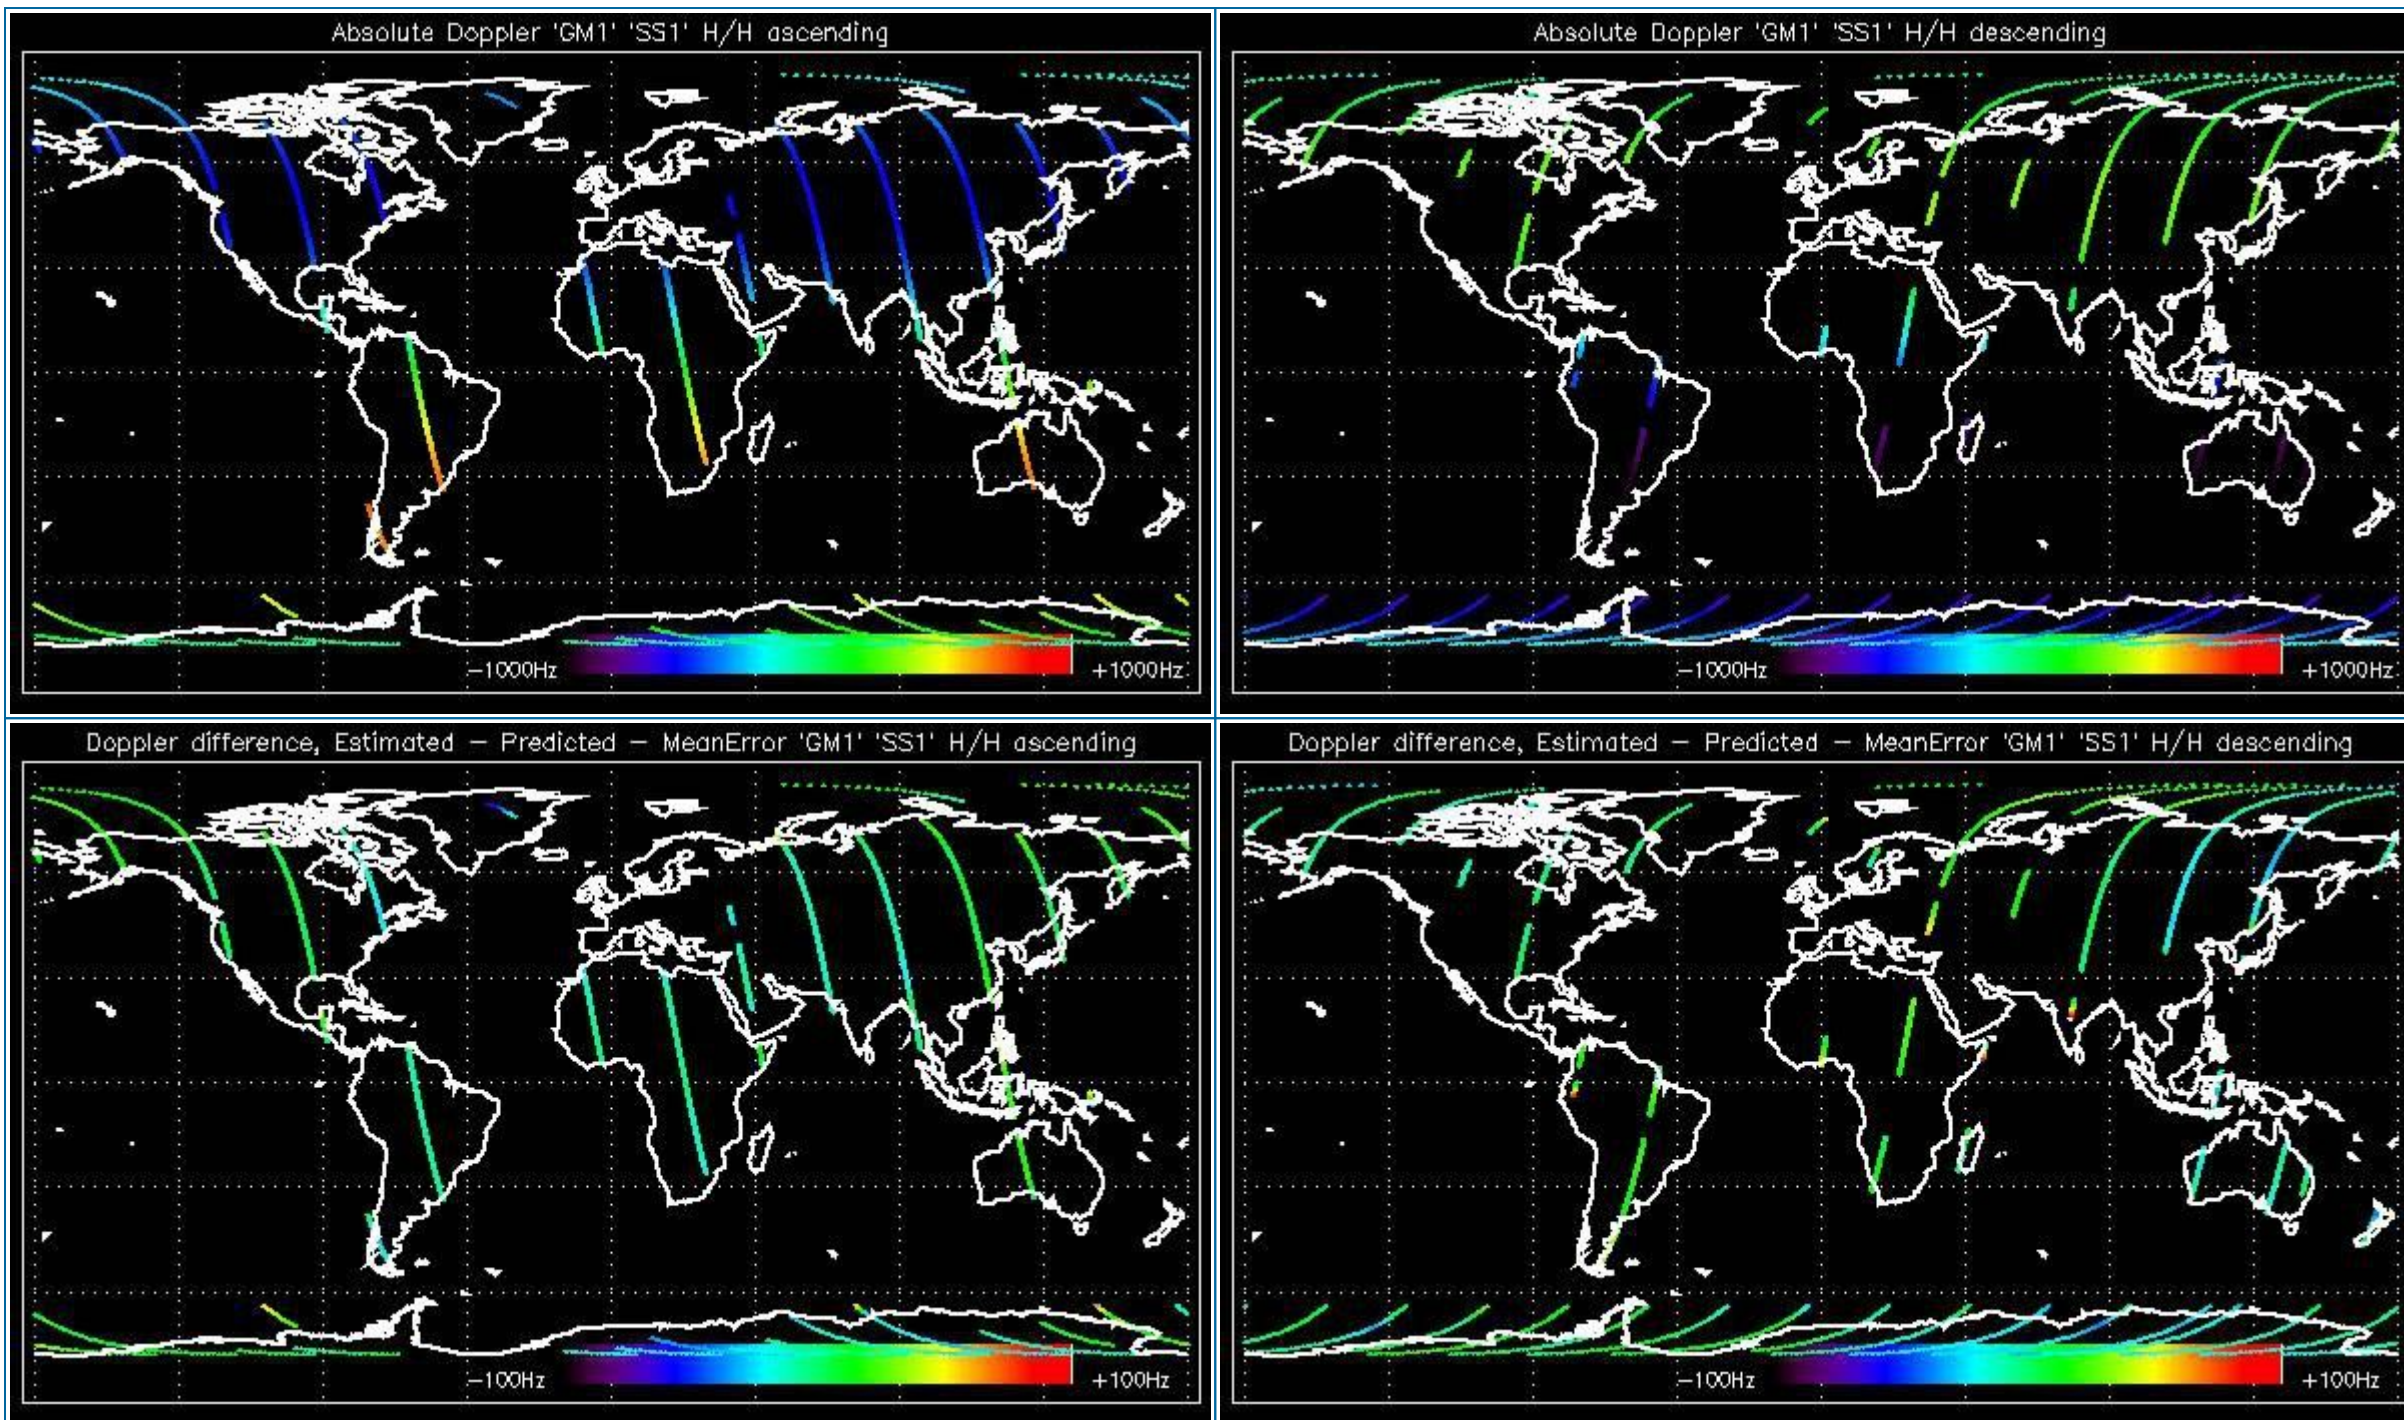 Absolute Doppler 'GM1' 'SS1' H/H ascending
−1000Hz
+1000Hz
Absolute Doppler 'GM1' 'SS1' H/H descending
−1000Hz
+1000Hz
Doppler difference, Estimated − Predicted − MeanError 'GM1' 'SS1' H/H ascending
−100Hz
+100Hz
Doppler difference, Estimated − Predicted − MeanError 'GM1' 'SS1' H/H descending
−100Hz
+100Hz